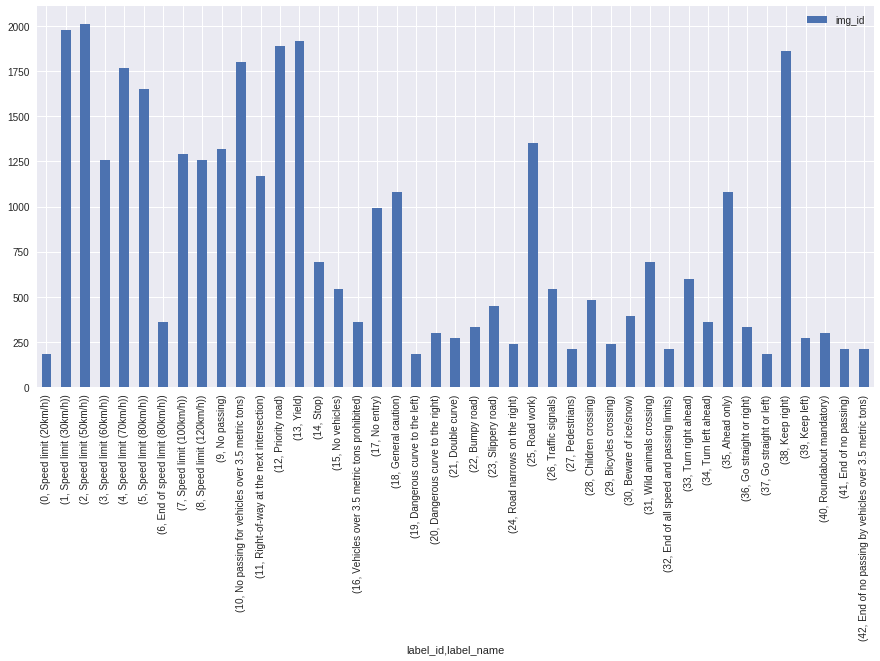 img_id
2000
1750
1500
1250
1000
750
500
250
0
(0, Speed limit (20km/h))
(1, Speed limit (30km/h))
(2, Speed limit (50km/h))
(3, Speed limit (60km/h))
(4, Speed limit (70km/h))
(5, Speed limit (80km/h))
(6, End of speed limit (80km/h))
(7, Speed limit (100km/h))
(8, Speed limit (120km/h))
(9, No passing)
(10, No passing for vehicles over 3.5 metric tons)
(11, Right-of-way at the next intersection)
(12, Priority road)
(13, Yield)
(14, Stop)
(15, No vehicles)
(16, Vehicles over 3.5 metric tons prohibited)
(17, No entry)
(18, General caution)
(19, Dangerous curve to the left)
(20, Dangerous curve to the right)
(21, Double curve)
(22, Bumpy road)
(23, Slippery road)
(24, Road narrows on the right)
(25, Road work)
(26, Traffic signals)
(27, Pedestrians)
(28, Children crossing)
(29, Bicycles crossing)
(30, Beware of ice/snow)
(31, Wild animals crossing)
(32, End of all speed and passing limits)
(33, Turn right ahead)
(34, Turn left ahead)
(35, Ahead only)
(36, Go straight or right)
(37, Go straight or left)
(38, Keep right)
(39, Keep left)
(40, Roundabout mandatory)
(41, End of no passing)
(42, End of no passing by vehicles over 3.5 metric tons)
label_id,label_name